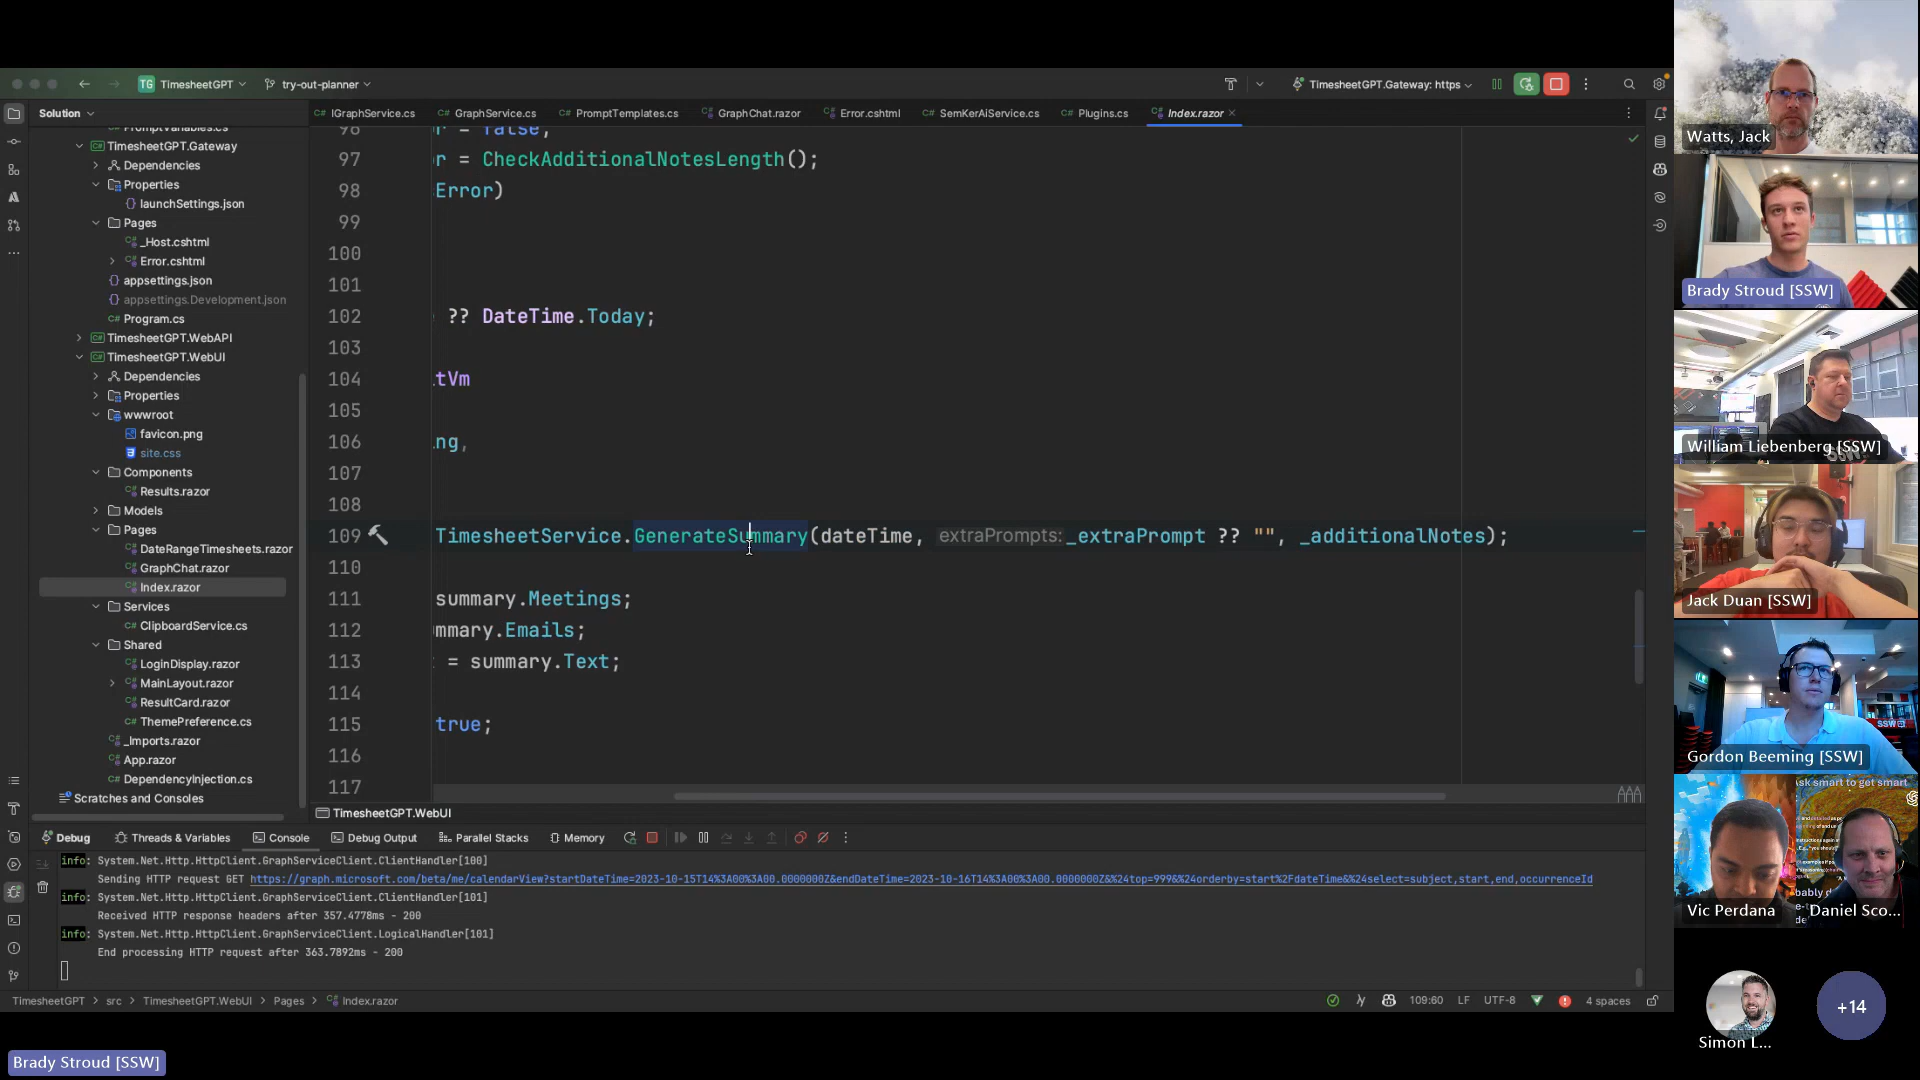 TG TimesheetGPT
try-out-planner
TimesheetGPT.Gateway: https
Solution
IGraphService.cs
GraphService.cs
PromptTemplates.cs
GraphChat.razor
Error.cshtml
SemKerAiService.cs
Plugins.cs
Index.razor
PromptVariables.cs
TimesheetGPT.Gateway
Dependencies
Properties
launchSettings.json
Pages
_Host.cshtml
Error.cshtml
appsettings.json
appsettings.Development.json
Program.cs
TimesheetGPT.WebAPI
TimesheetGPT.WebUI
Dependencies
Properties
wwwroot
favicon.png
site.css
Components
Results.razor
Models
Pages
DateRangeTimesheets.razor
GraphChat.razor
Index.razor
Services
ClipboardService.cs
Shared
LoginDisplay.razor
MainLayout.razor
ResultCard.razor
ThemePreference.cs
_Imports.razor
App.razor
DependencyInjection.cs
Scratches and Consoles
96 or = false;
97 r = CheckAdditionalNotesLength();
98 Error)
99
100
101
102 ?? DateTime.Today;
103
104 tVm
105
106 ing,
107
108
109 TimesheetService.GenerateSummary(dateTime, extraPrompts: _extraPrompt ?? "", _additionalNotes);
110
111 summary.Meetings;
112 mmary.Emails;
113 = summary.Text;
114
115 true;
116
117
TimesheetGPT.WebUI
Debug
Threads & Variables
Console
Debug Output
Parallel Stacks
Memory
info: System.Net.Http.HttpClient.GraphServiceClient.ClientHandler[100]
Sending HTTP request GET https://graph.microsoft.com/beta/me/calendarView?startDateTime=2023-10-15T14%3A00%3A00.0000000Z&endDateTime=2023-10-16T14%3A00%3A00.0000000Z&%24top=999&%24orderby=start%2FdateTime&%24select=subject,start,end,occurrenceId
info: System.Net.Http.HttpClient.GraphServiceClient.ClientHandler[101]
Received HTTP response headers after 357.4778ms - 200
info: System.Net.Http.HttpClient.GraphServiceClient.LogicalHandler[101]
End processing HTTP request after 363.7892ms - 200
TimesheetGPT > src > TimesheetGPT.WebUI > Pages > Index.razor
109:60 LF UTF-8 4 spaces
Brady Stroud [SSW]
Watts, Jack
Brady Stroud [SSW]
William Liebenberg [SSW]
Jack Duan [SSW]
Gordon Beeming [SSW]
Ask smart to get smart
Vic Perdana
Daniel Sco...
Simon L...
+14